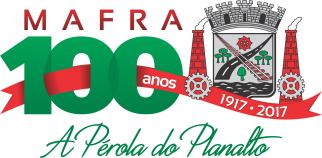 MAFRA
100 anos
1917 • 2017
A Pérola do Planalto